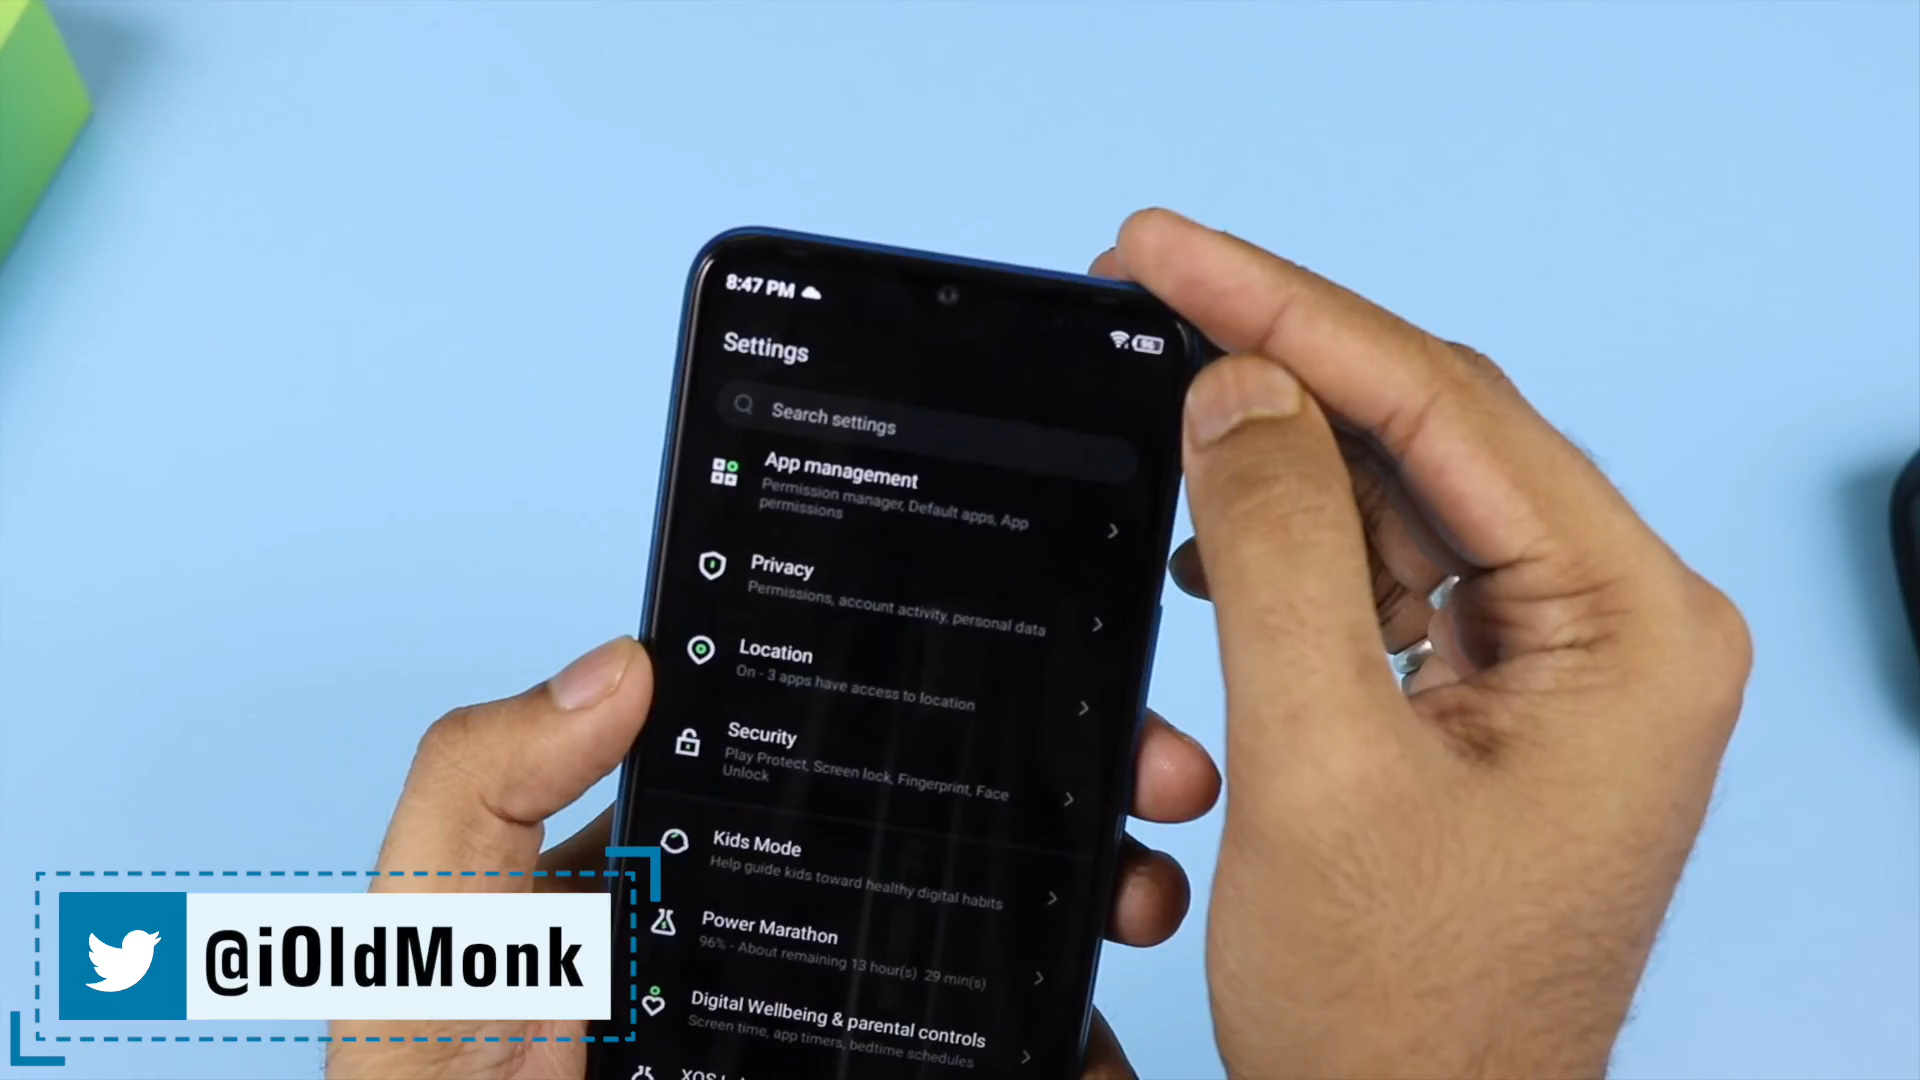 8:47 PM
Settings
Search settings
App management
Permission manager, Default apps, App
permissions
Privacy
Permissions, account activity, personal data
Location
On - 3 apps have access to location
Security
Play Protect, Screen lock, Fingerprint, Face
Unlock
Kids Mode
Help guide kids toward healthy digital habits
Power Marathon
96% - About remaining 13 hour(s) 29 min(s)
Digital Wellbeing & parental controls
Screen time, app timers, bedtime schedules
XOS
@iOldMonk